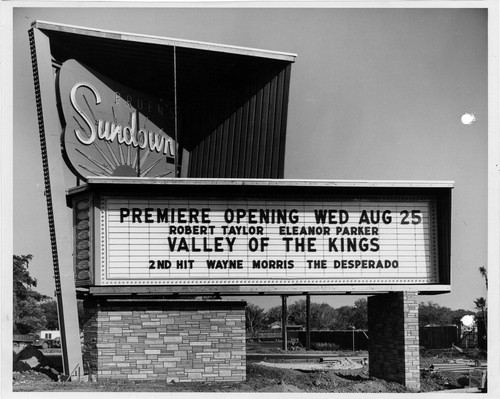 Sundown
PREMIERE OPENING WED AUG 25
ROBERT TAYLOR ELEANOR PARKER
VALLEY OF THE KINGS
2ND HIT WAYNE MORRIS THE DESPERADO